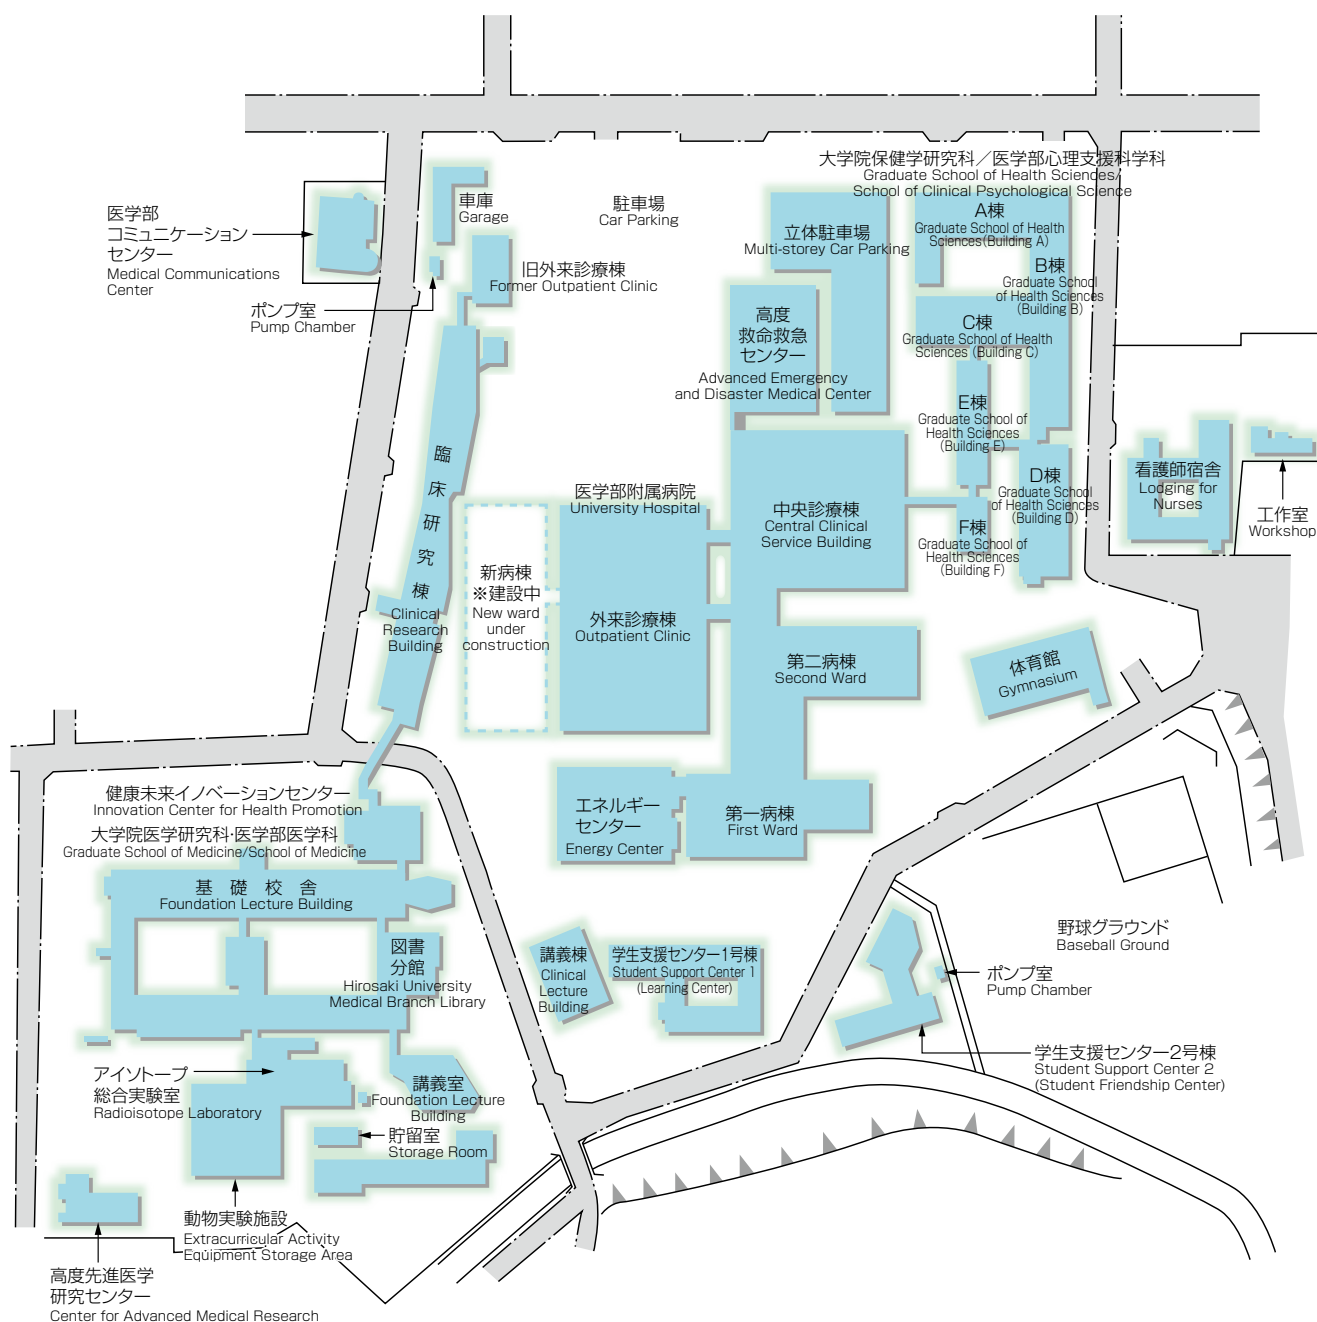 大学院保健学研究科／医学部心理支援科学科
Graduate School of Health Sciences/
School of Clinical Psychological Science
医学部
コミュニケーション
センター
Medical Communications
Center
車庫
Garage
駐車場
Car Parking
立体駐車場
Multi-storey Car Parking
A棟
Graduate School of Health
Sciences(Building A)
B棟
Graduate School
of Health Sciences
(Building B)
旧外来診療棟
Former Outpatient Clinic
ポンプ室
Pump Chamber
高度
救命救急
センター
Advanced Emergency
and Disaster Medical Center
C棟
Graduate School of Health
Sciences (Building C)
E棟
Graduate School of
Health Sciences
(Building E)
D棟
Graduate School
of Health Sciences
(Building D)
F棟
Graduate School of
Health Sciences
(Building F)
看護師宿舎
Lodging for
Nurses
工作室
Workshop
臨床研究棟
Clinical
Research
Building
医学部附属病院
University Hospital
中央診療棟
Central Clinical
Service Building
新病棟
※建設中
New ward
under
construction
外来診療棟
Outpatient Clinic
第二病棟
Second Ward
体育館
Gymnasium
健康未来イノベーションセンター
Innovation Center for Health Promotion
大学院医学研究科・医学部医学科
Graduate School of Medicine/School of Medicine
エネルギー
センター
Energy Center
第一病棟
First Ward
基礎校舎
Foundation Lecture Building
図書
分館
Hirosaki University
Medical Branch Library
講義棟
Clinical
Lecture
Building
学生支援センター1号棟
Student Support Center 1
(Learning Center)
野球グラウンド
Baseball Ground
ポンプ室
Pump Chamber
学生支援センター2号棟
Student Support Center 2
(Student Friendship Center)
アイソトープ
総合実験室
Radioisotope Laboratory
講義室
Foundation Lecture
Building
貯留室
Storage Room
動物実験施設
Extracurricular Activity
Equipment Storage Area
高度先進医学
研究センター
Center for Advanced Medical Research